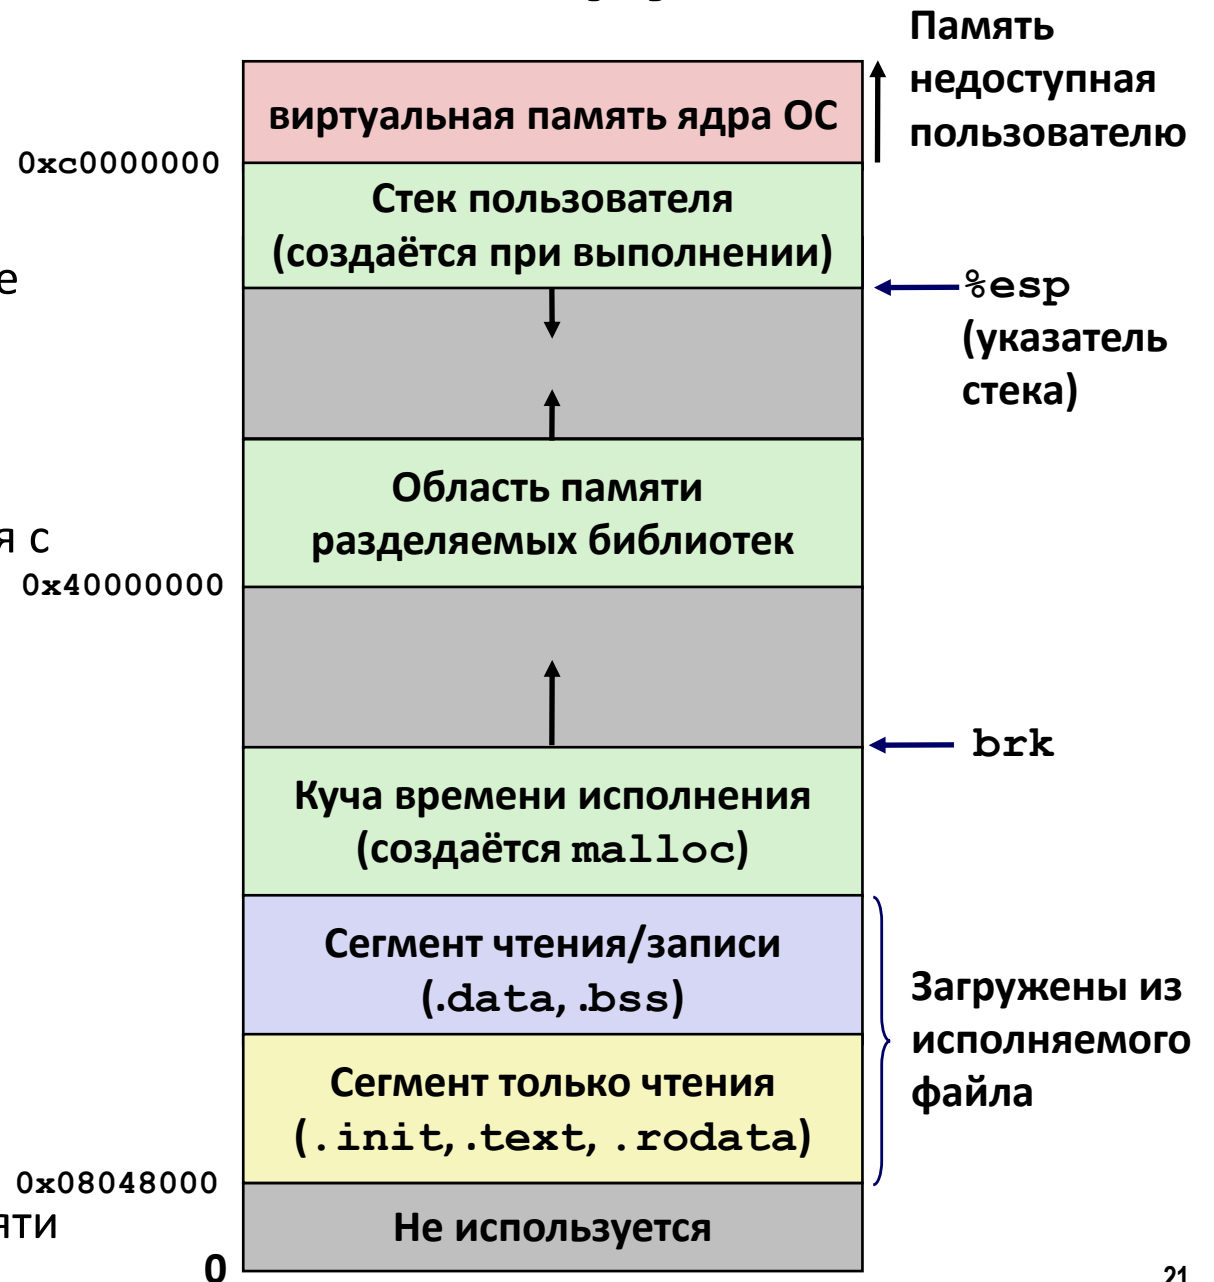 Память
недоступная
пользователю
виртуальная память ядра ОС
0xc0000000
Стек пользователя
(создаётся при выполнении)
е
%esp
(указатель
стека)
Область памяти
разделяемых библиотек
я с
0x40000000
brk
Куча времени исполнения
(создаётся malloc)
Сегмент чтения/записи
(.data, .bss)
Загружены из
исполняемого
файла
Сегмент только чтения
(.init, .text, .rodata)
0x08048000
яти
Не используется
0
21